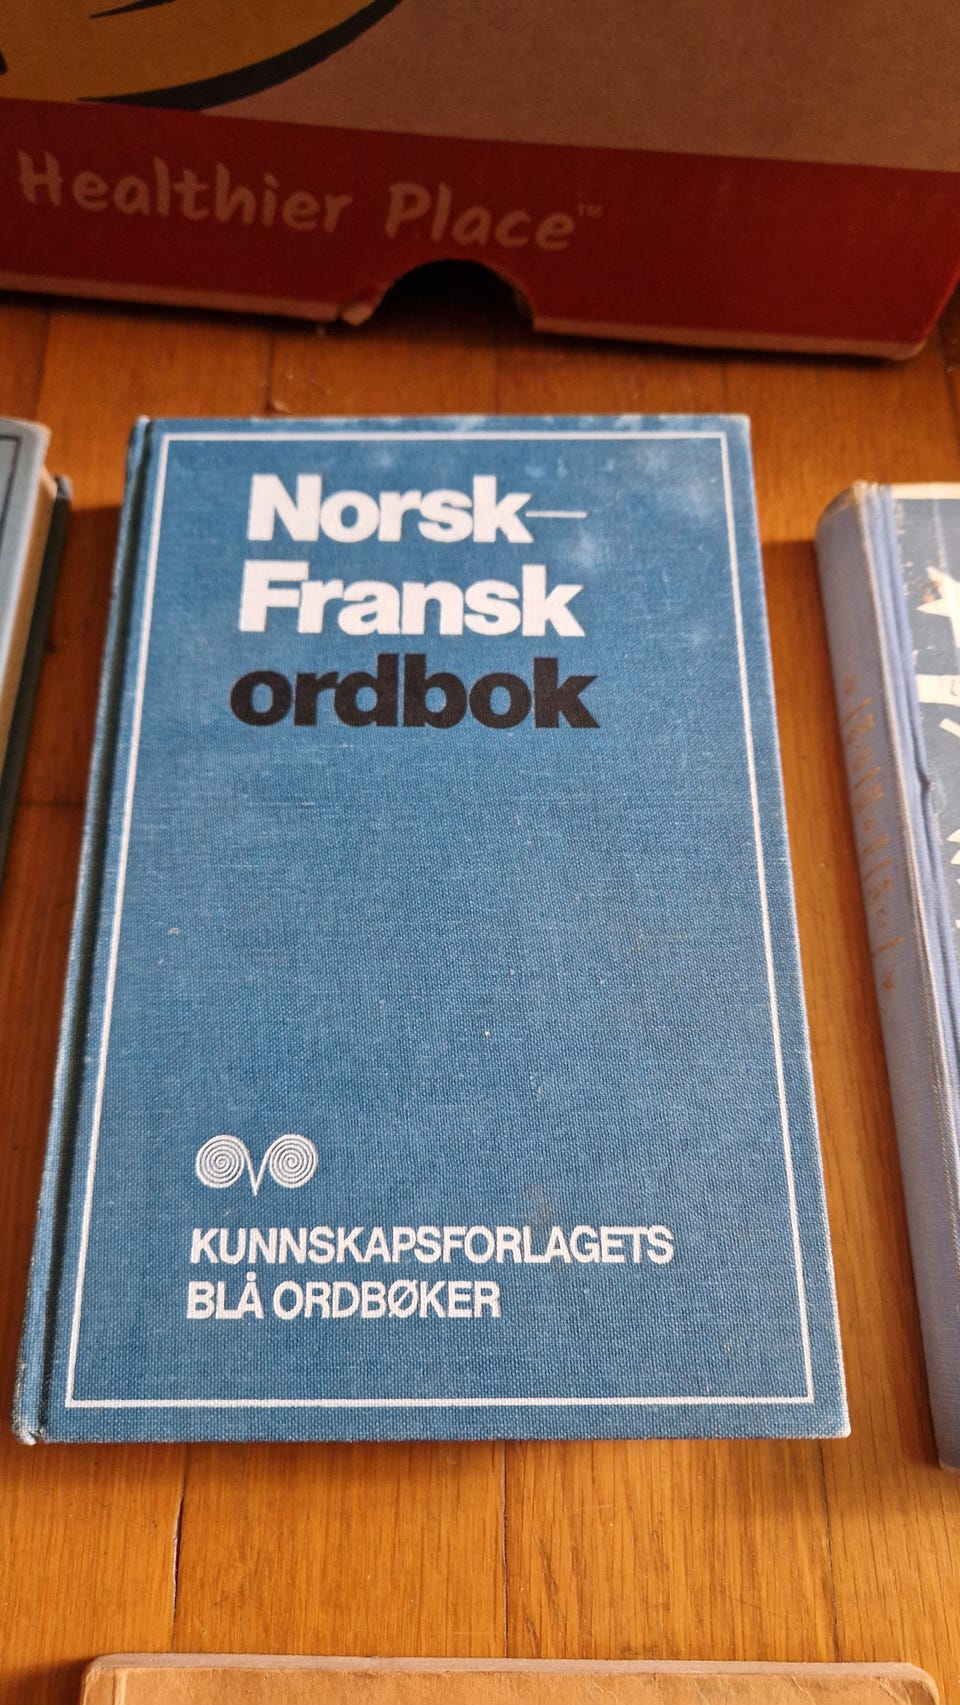 Healthier Place™
Norsk—
Fransk
ordbok
KUNNSKAPSFORLAGETS
BLÅ ORDBØKER